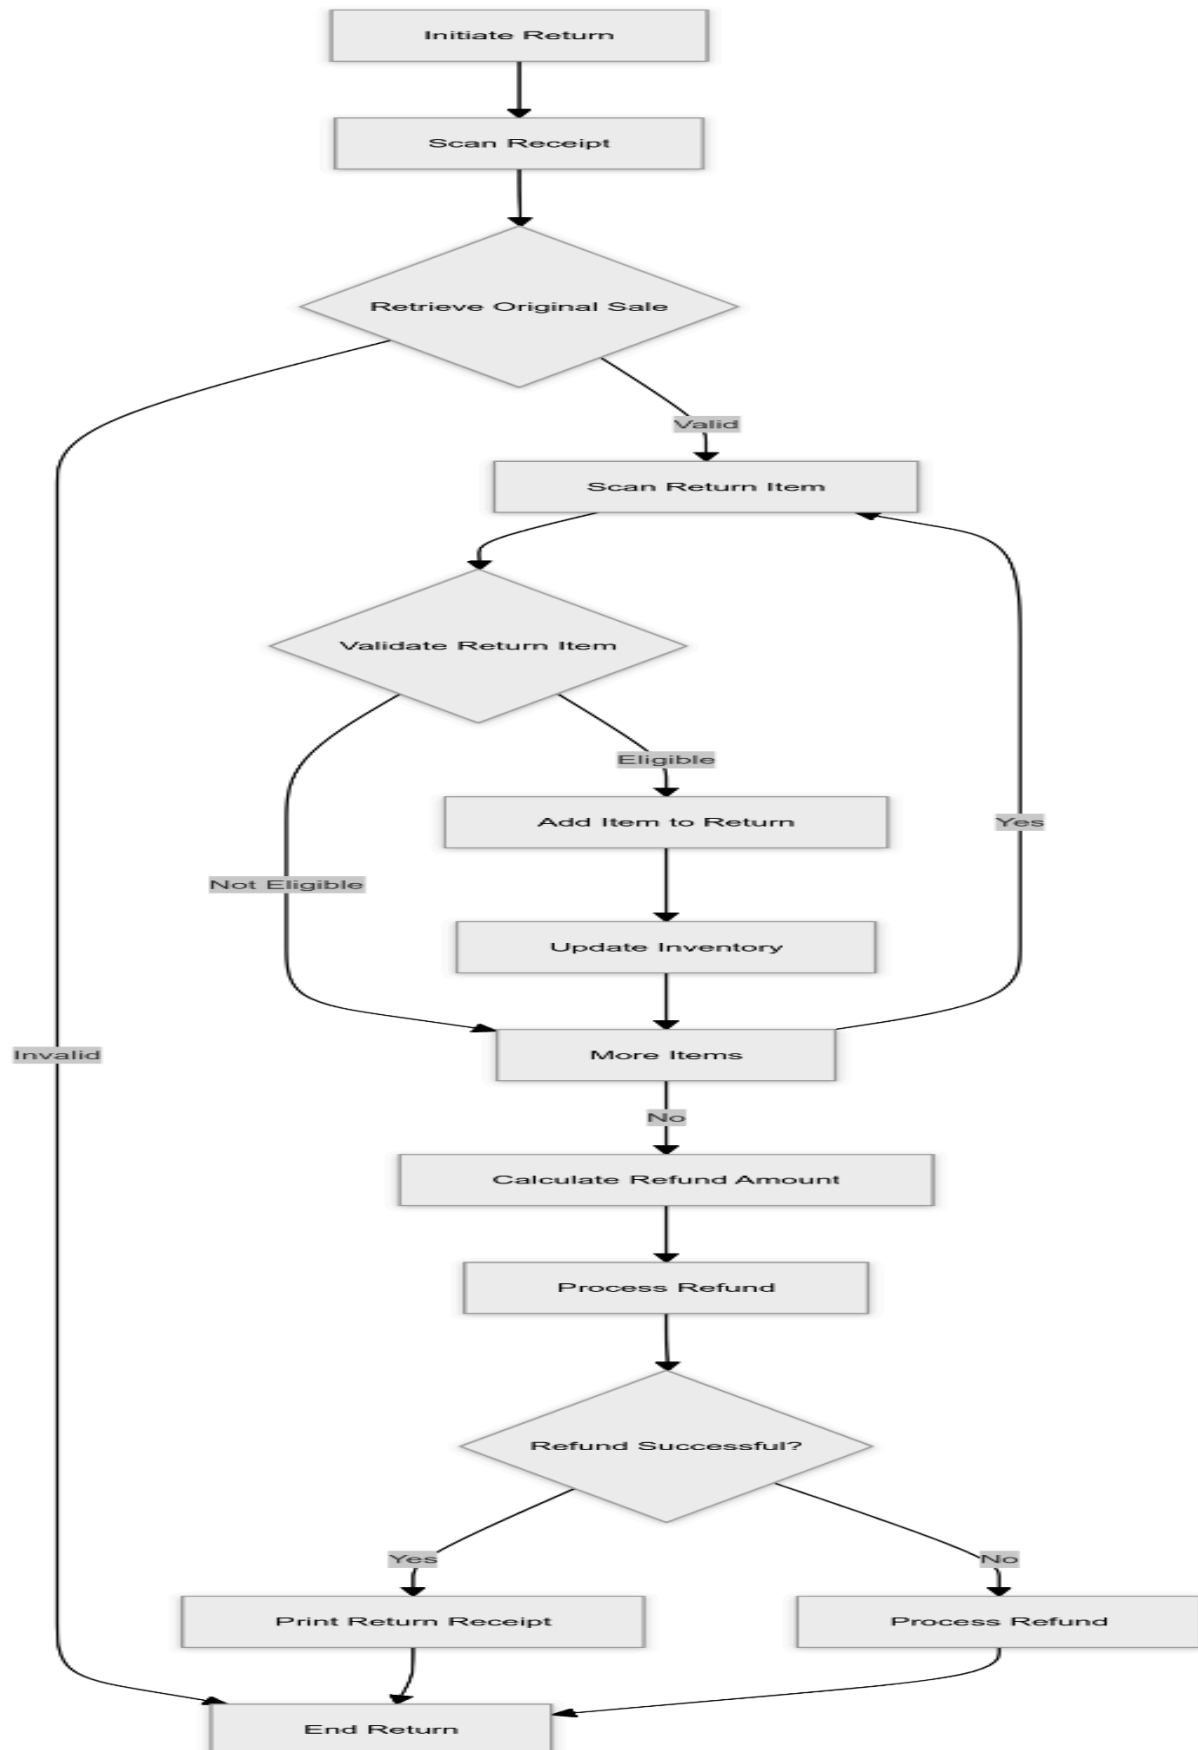 Initiate Return
Scan Receipt
Retrieve Original Sale
Valid
Scan Return Item
Validate Return Item
Eligible
Add Item to Return
Yes
Not Eligible
Update Inventory
Invalid
More Items
No
Calculate Refund Amount
Process Refund
Refund Successful?
Yes
No
Print Return Receipt
Process Refund
End Return